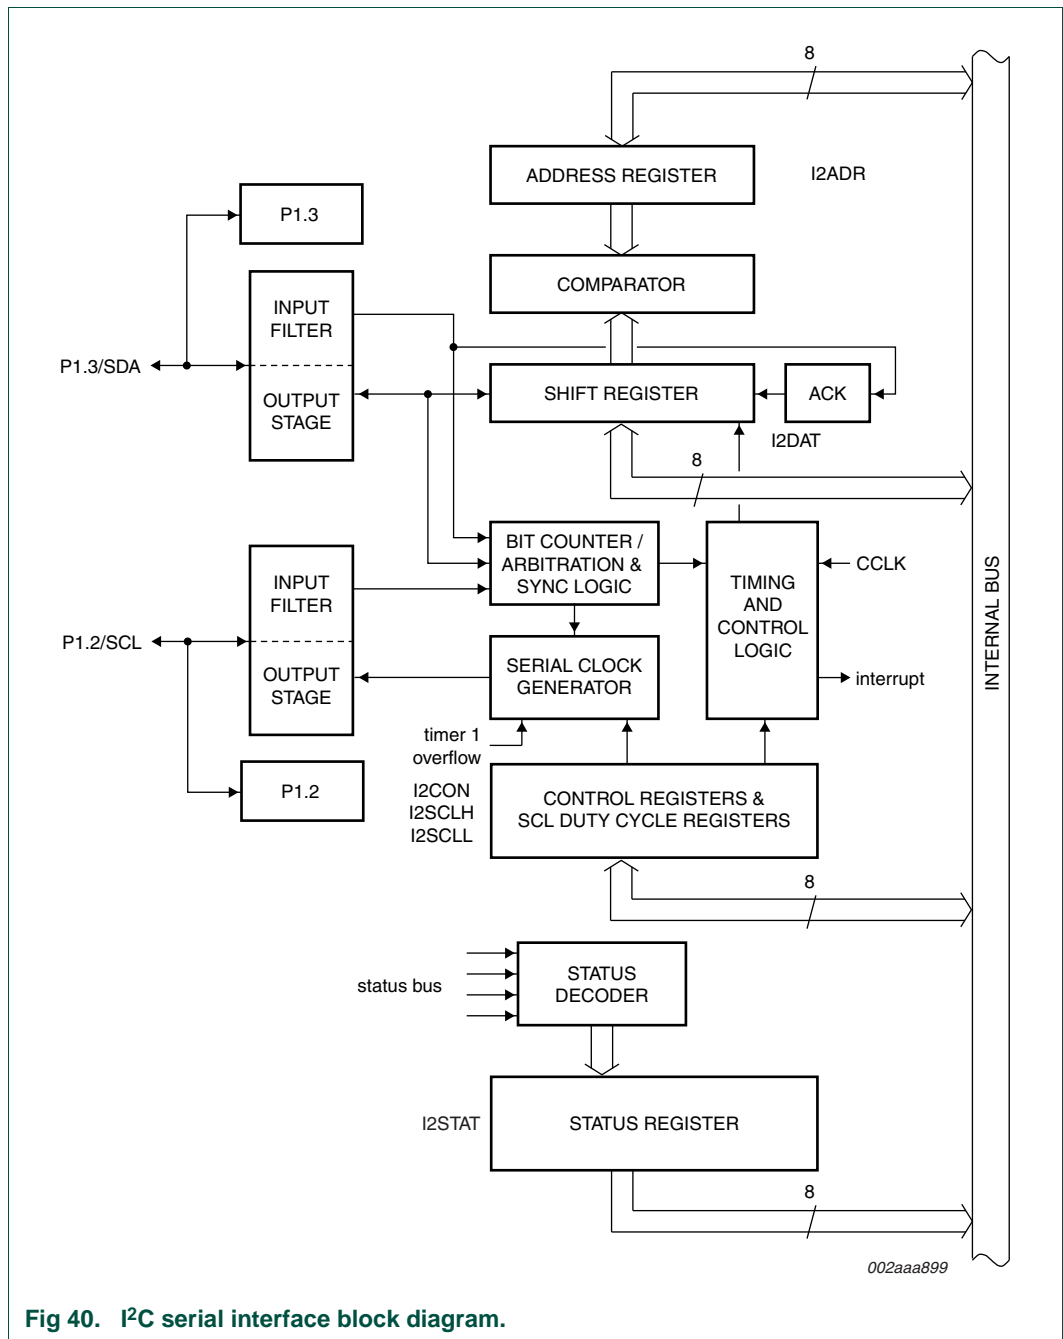 8
ADDRESS REGISTER
I2ADR
P1.3
COMPARATOR
INPUT
FILTER
P1.3/SDA
OUTPUT
STAGE
SHIFT REGISTER
ACK
I2DAT
8
BIT COUNTER /
ARBITRATION &
SYNC LOGIC
INPUT
FILTER
TIMING
AND
CONTROL
LOGIC
CCLK
P1.2/SCL
OUTPUT
STAGE
SERIAL CLOCK
GENERATOR
interrupt
INTERNAL BUS
timer 1
overflow
P1.2
I2CON
I2SCLH
I2SCLL
CONTROL REGISTERS &
SCL DUTY CYCLE REGISTERS
8
status bus
STATUS
DECODER
I2STAT
STATUS REGISTER
8
002aaa899
Fig 40. I²C serial interface block diagram.